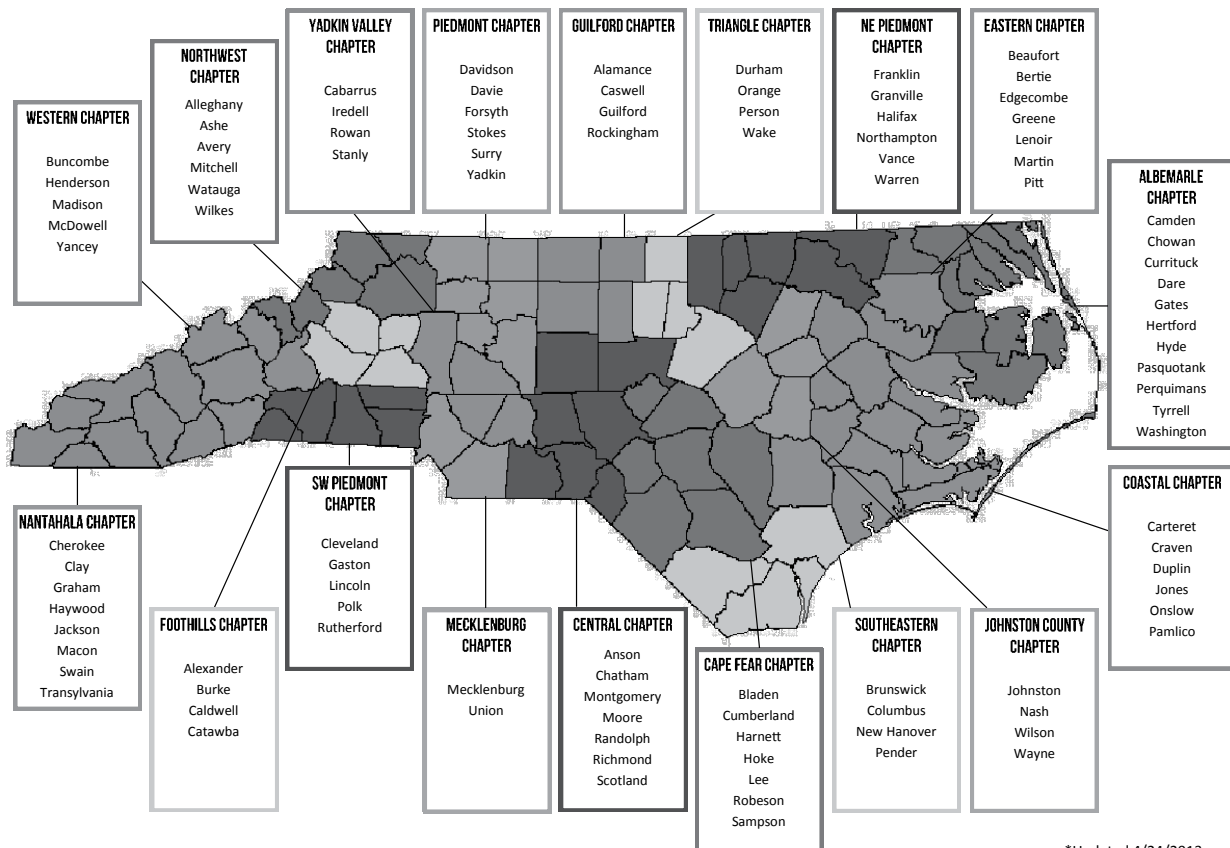 YADKIN VALLEY
CHAPTER
Cabarrus
Iredell
Rowan
Stanly
PIEDMONT CHAPTER
Davidson
Davie
Forsyth
Stokes
Surry
Yadkin
GUILFORD CHAPTER
Alamance
Caswell
Guilford
Rockingham
TRIANGLE CHAPTER
Durham
Orange
Person
Wake
NE PIEDMONT
CHAPTER
Franklin
Granville
Halifax
Northampton
Vance
Warren
EASTERN CHAPTER
Beaufort
Bertie
Edgecombe
Greene
Lenoir
Martin
Pitt
NORTHWEST
CHAPTER
Alleghany
Ashe
Avery
Mitchell
Watauga
Wilkes
WESTERN CHAPTER
Buncombe
Henderson
Madison
McDowell
Yancey
ALBEMARLE
CHAPTER
Camden
Chowan
Currituck
Dare
Gates
Hertford
Hyde
Pasquotank
Perquimans
Tyrrell
Washington
NANTAHALA CHAPTER
Cherokee
Clay
Graham
Haywood
Jackson
Macon
Swain
Transylvania
FOOTHILLS CHAPTER
Alexander
Burke
Caldwell
Catawba
SW PIEDMONT
CHAPTER
Cleveland
Gaston
Lincoln
Polk
Rutherford
MECKLENBURG
CHAPTER
Mecklenburg
Union
CENTRAL CHAPTER
Anson
Chatham
Montgomery
Moore
Randolph
Richmond
Scotland
CAPE FEAR CHAPTER
Bladen
Cumberland
Harnett
Hoke
Lee
Robeson
Sampson
SOUTHEASTERN
CHAPTER
Brunswick
Columbus
New Hanover
Pender
JOHNSTON COUNTY
CHAPTER
Johnston
Nash
Wilson
Wayne
COASTAL CHAPTER
Carteret
Craven
Duplin
Jones
Onslow
Pamlico